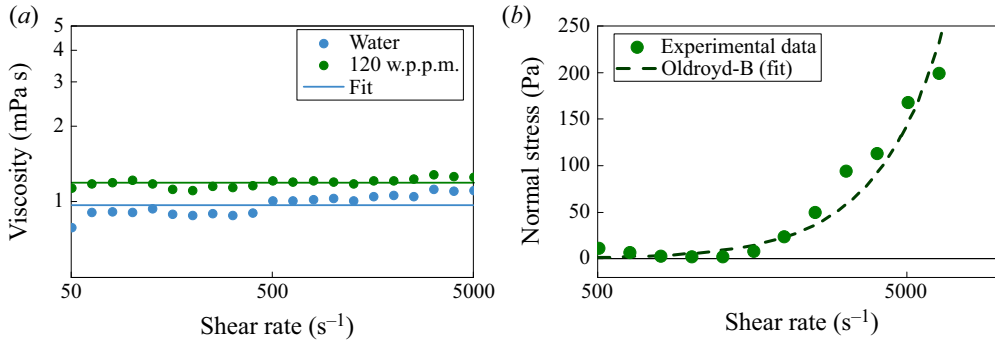 (a)
5
4
3
2
1
Viscosity (mPa s)
Water
120 w.p.p.m.
Fit
50
500
5000
Shear rate (s⁻¹)
(b)
250
200
150
100
50
0
Normal stress (Pa)
Experimental data
Oldroyd-B (fit)
500
5000
Shear rate (s⁻¹)